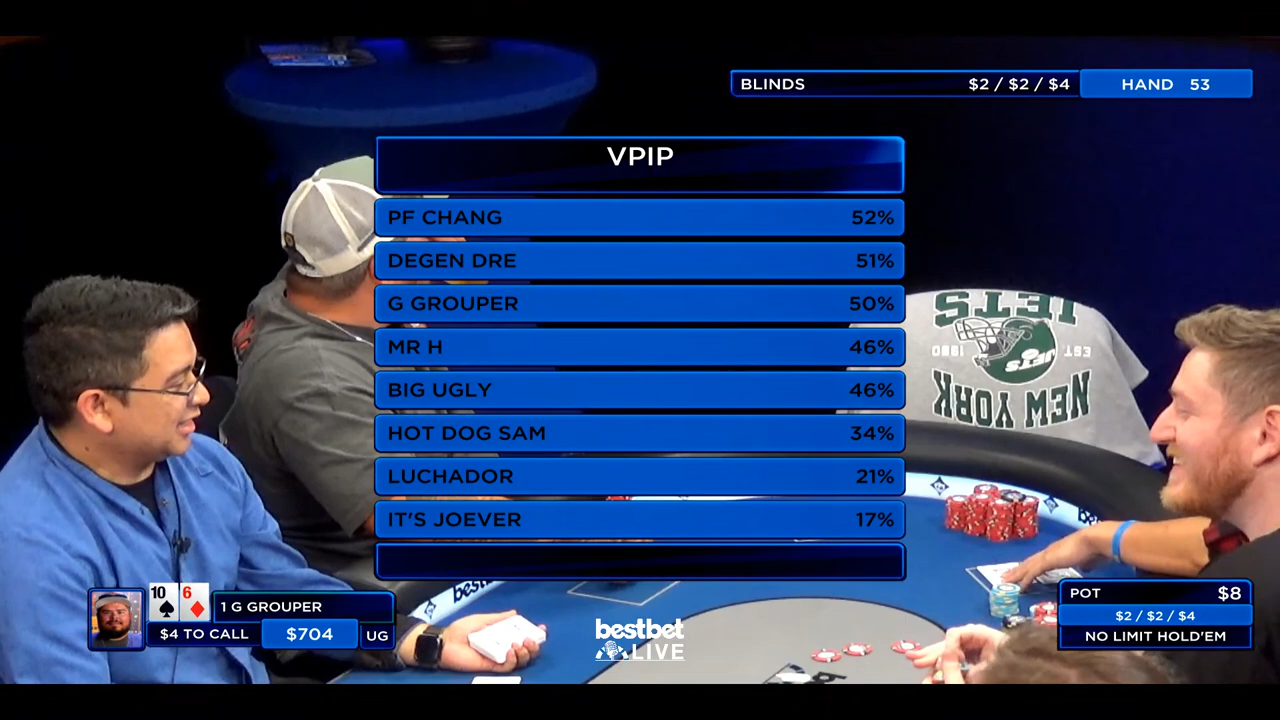 BLINDS $2 / $2 / $4 HAND 53
VPIP
PF CHANG 52%
DEGEN DRE 51%
G GROUPER 50%
MR H 46%
BIG UGLY 46%
HOT DOG SAM 34%
LUCHADOR 21%
IT'S JOEVER 17%
JETS
EST. 1960
JETS
NEW YORK
10 6
1 G GROUPER
$4 TO CALL $704 UG
bestbet
LIVE
POT $8
$2 / $2 / $4
NO LIMIT HOLD'EM